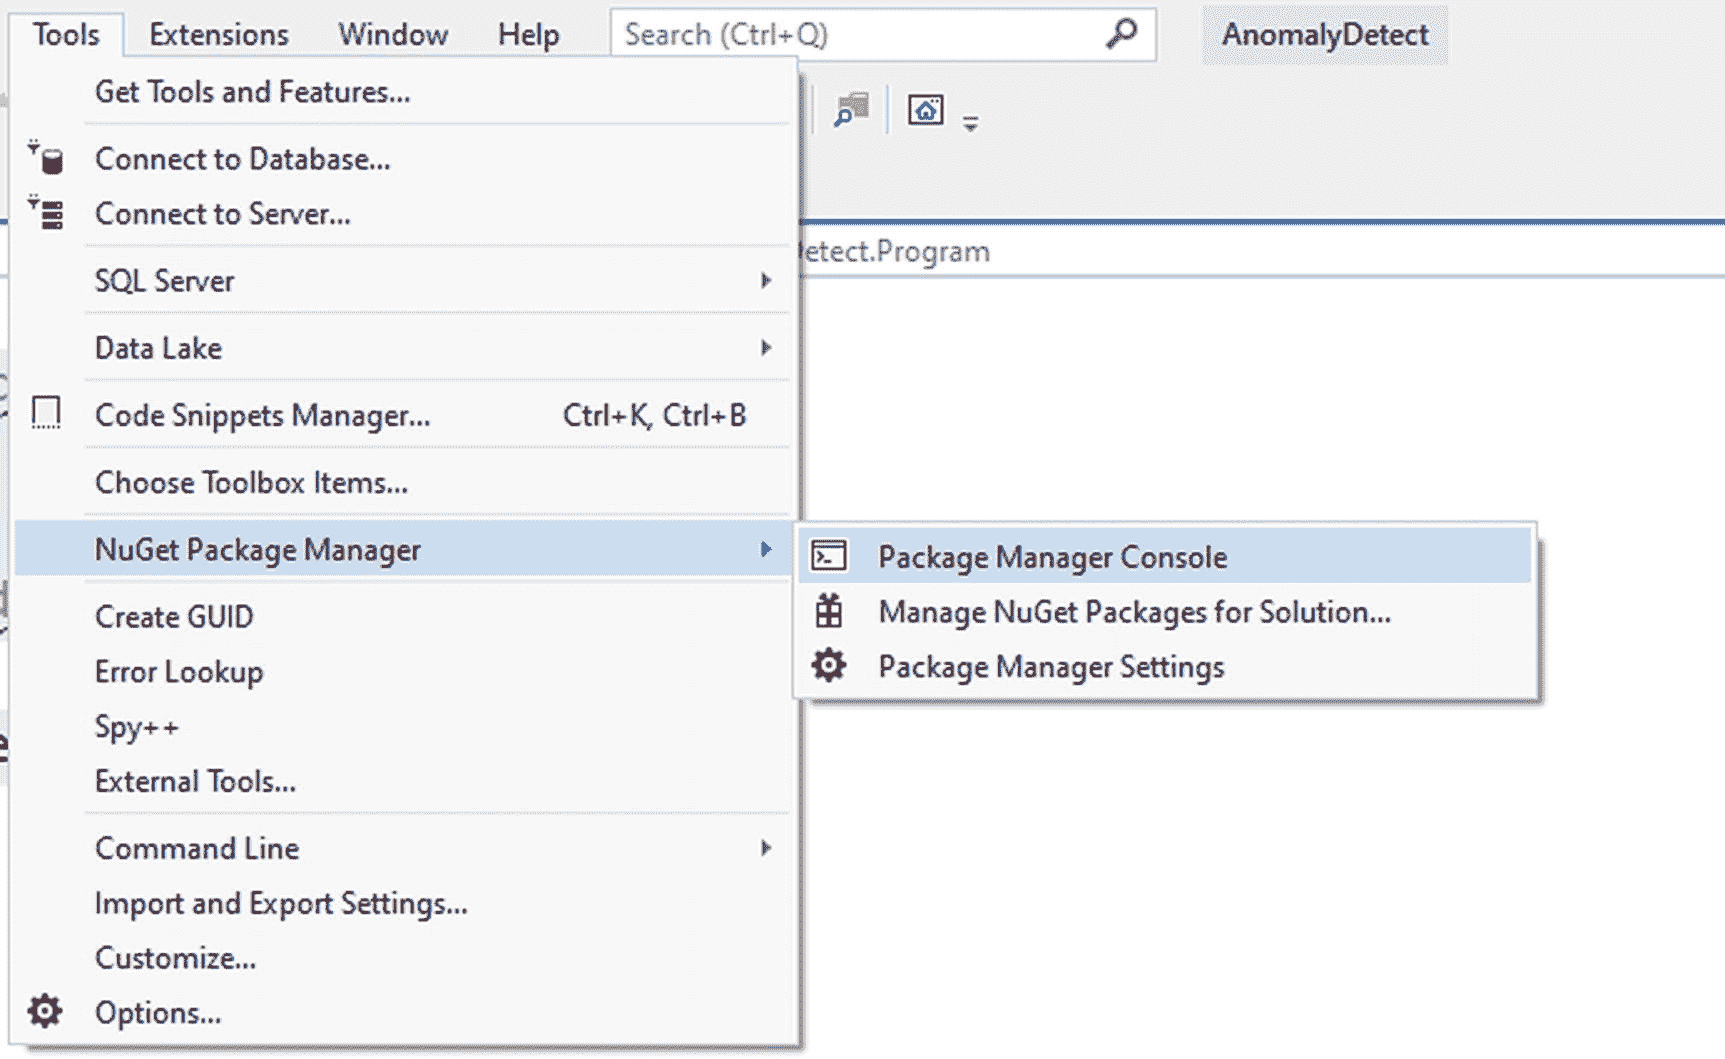 Tools Extensions Window Help Search (Ctrl+Q) AnomalyDetect
Get Tools and Features...
Connect to Database...
Connect to Server...
etect.Program
SQL Server
Data Lake
Code Snippets Manager... Ctrl+K, Ctrl+B
Choose Toolbox Items...
NuGet Package Manager
Package Manager Console
Manage NuGet Packages for Solution...
Package Manager Settings
Create GUID
Error Lookup
Spy++
External Tools...
Command Line
Import and Export Settings...
Customize...
Options...